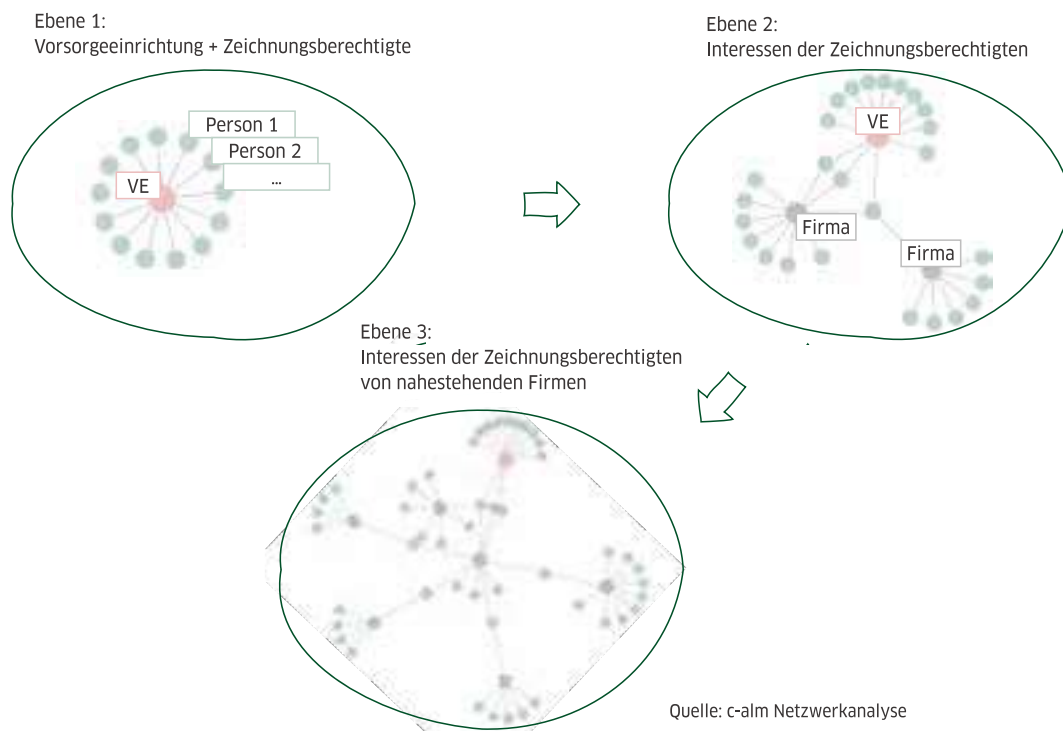 Ebene 1:
Vorsorgeeinrichtung + Zeichnungsberechtigte
Person 1
Person 2
...
VE
Ebene 2:
Interessen der Zeichnungsberechtigten
VE
Firma
Firma
Ebene 3:
Interessen der Zeichnungsberechtigten
von nahestehenden Firmen
Quelle: c-alm Netzwerkanalyse